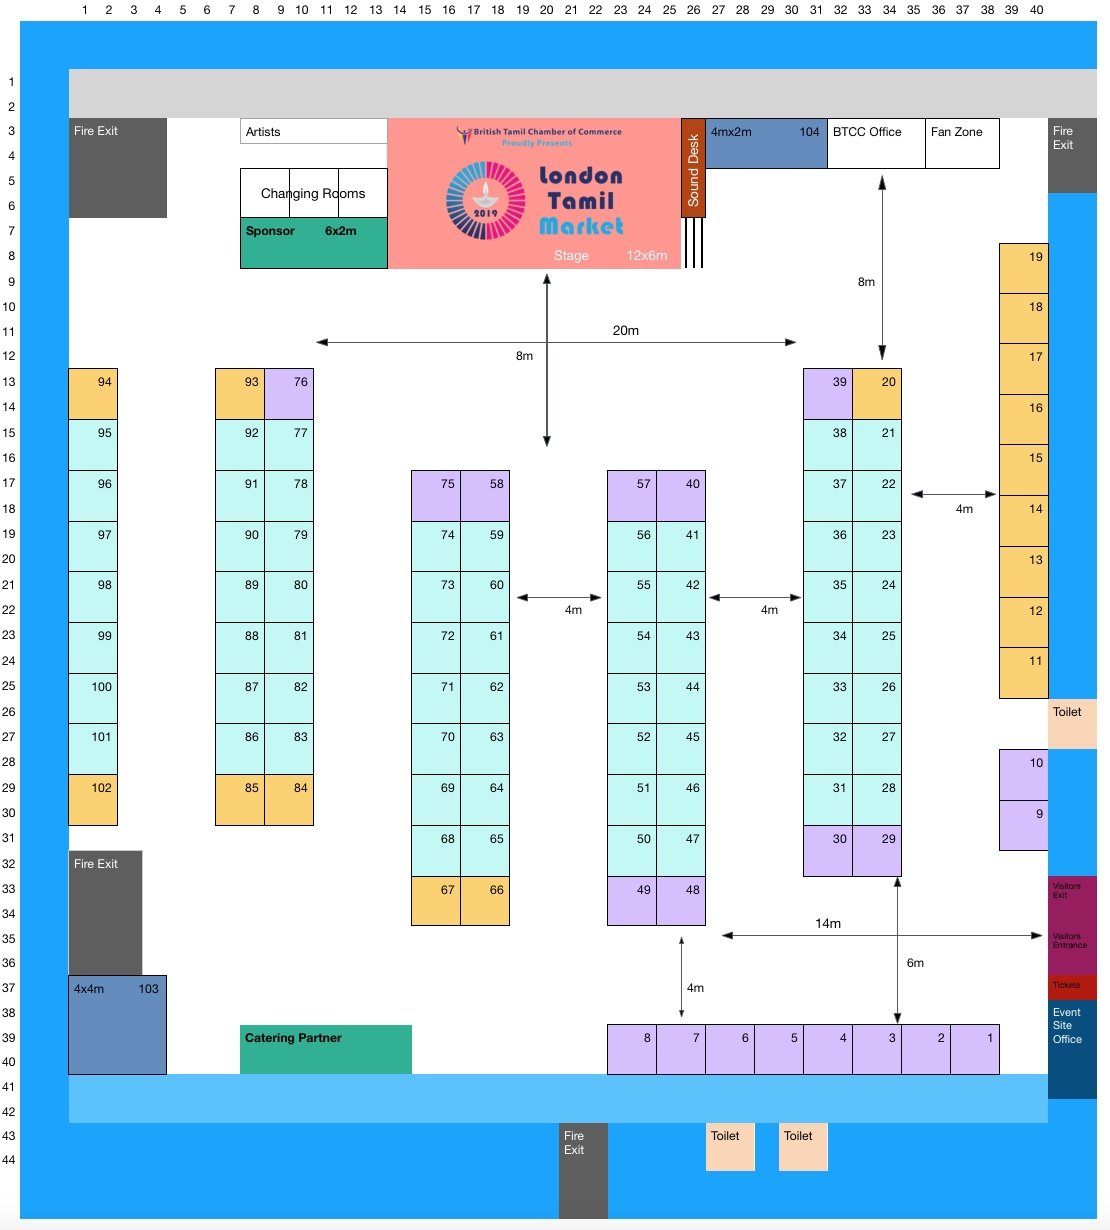 1 2 3 4 5 6 7 8 9 10 11 12 13 14 15 16 17 18 19 20 21 22 23 24 25 26 27 28 29 30 31 32 33 34 35 36 37 38 39 40
1
2
3 Fire Exit Artists British Tamil Chamber of Commerce 4mx2m 104 BTCC Office Fan Zone Fire
Proudly Presents
4 Exit
Sound Desk
London
5 Changing Rooms Tamil
6 2019
7 Sponsor 6x2m Market
8 Stage 12x6m 19
9 8m
10 18
11 20m
12 8m 17
13 94 93 76 39 20
14 16
15 95 92 77 38 21
16 15
17 96 91 78 75 58 57 40 37 22
18 4m 14
19 97 90 79 74 59 56 41 36 23
20 13
21 98 89 80 73 60 55 42 35 24
22 4m 4m 12
23 99 88 81 72 61 54 43 34 25
24 11
25 100 87 82 71 62 53 44 33 26
26 Toilet
27 101 86 83 70 63 52 45 32 27
28 10
29 102 85 84 69 64 51 46 31 28
30 9
31 68 65 50 47 30 29
32 Fire Exit
33 67 66 49 48 Visitors
Exit
34 14m
35 Visitors
Entrance
36 6m
37 4x4m 103 4m Tickets
38 Event
Site
39 Catering Partner 8 7 6 5 4 3 2 1 Office
40
41
42
43 Fire Toilet Toilet
Exit
44